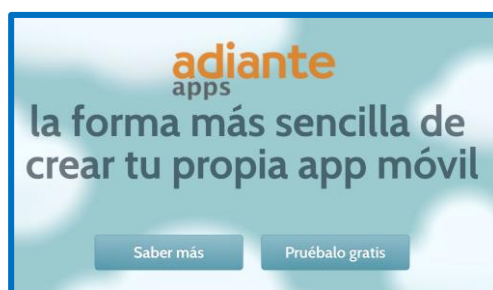 adiante
apps
la forma más sencilla de
crear tu propia app móvil
Saber más
Pruébalo gratis